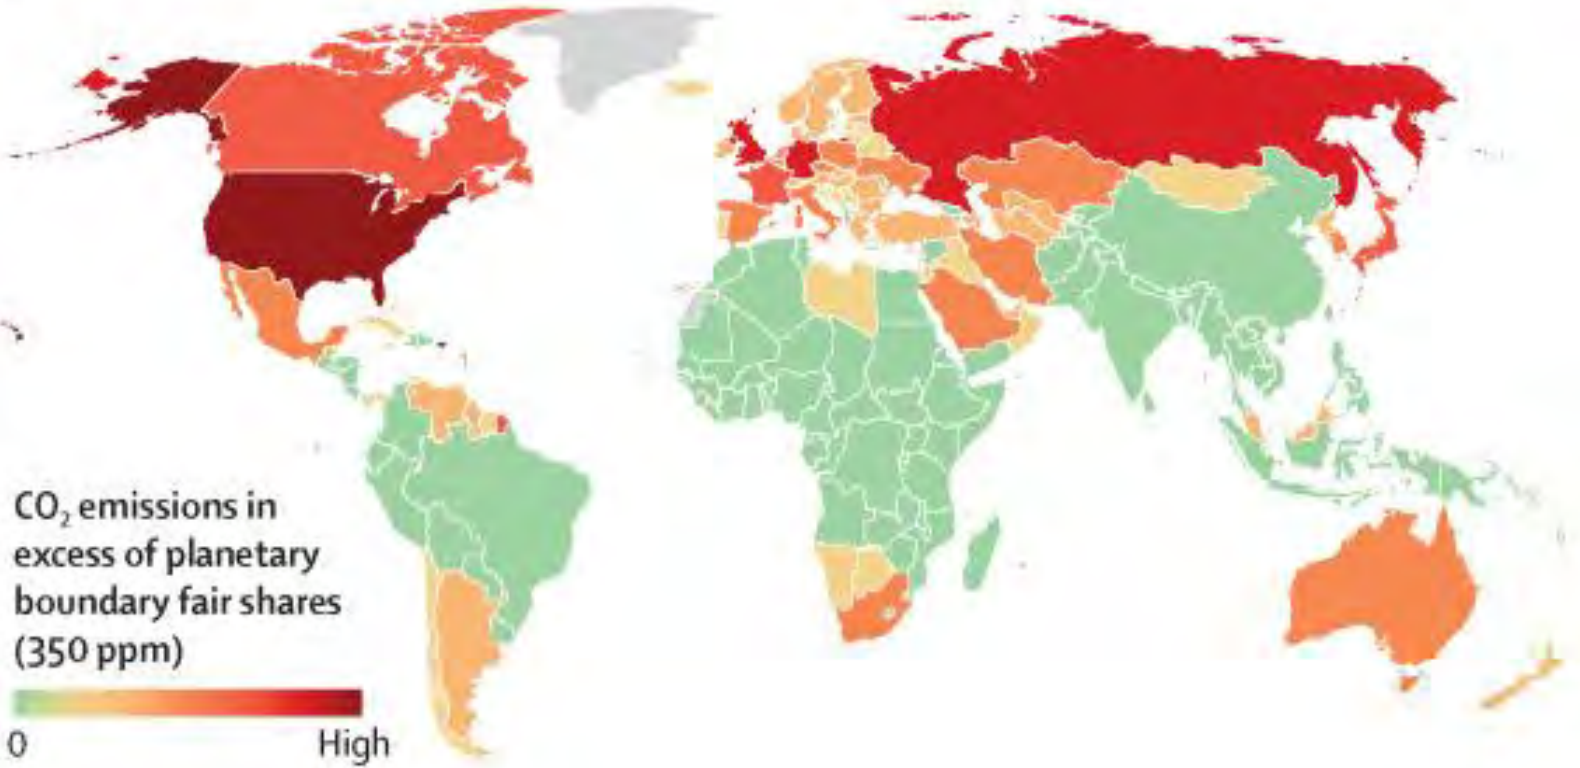 CO₂ emissions in
excess of planetary
boundary fair shares
(350 ppm)
0
High